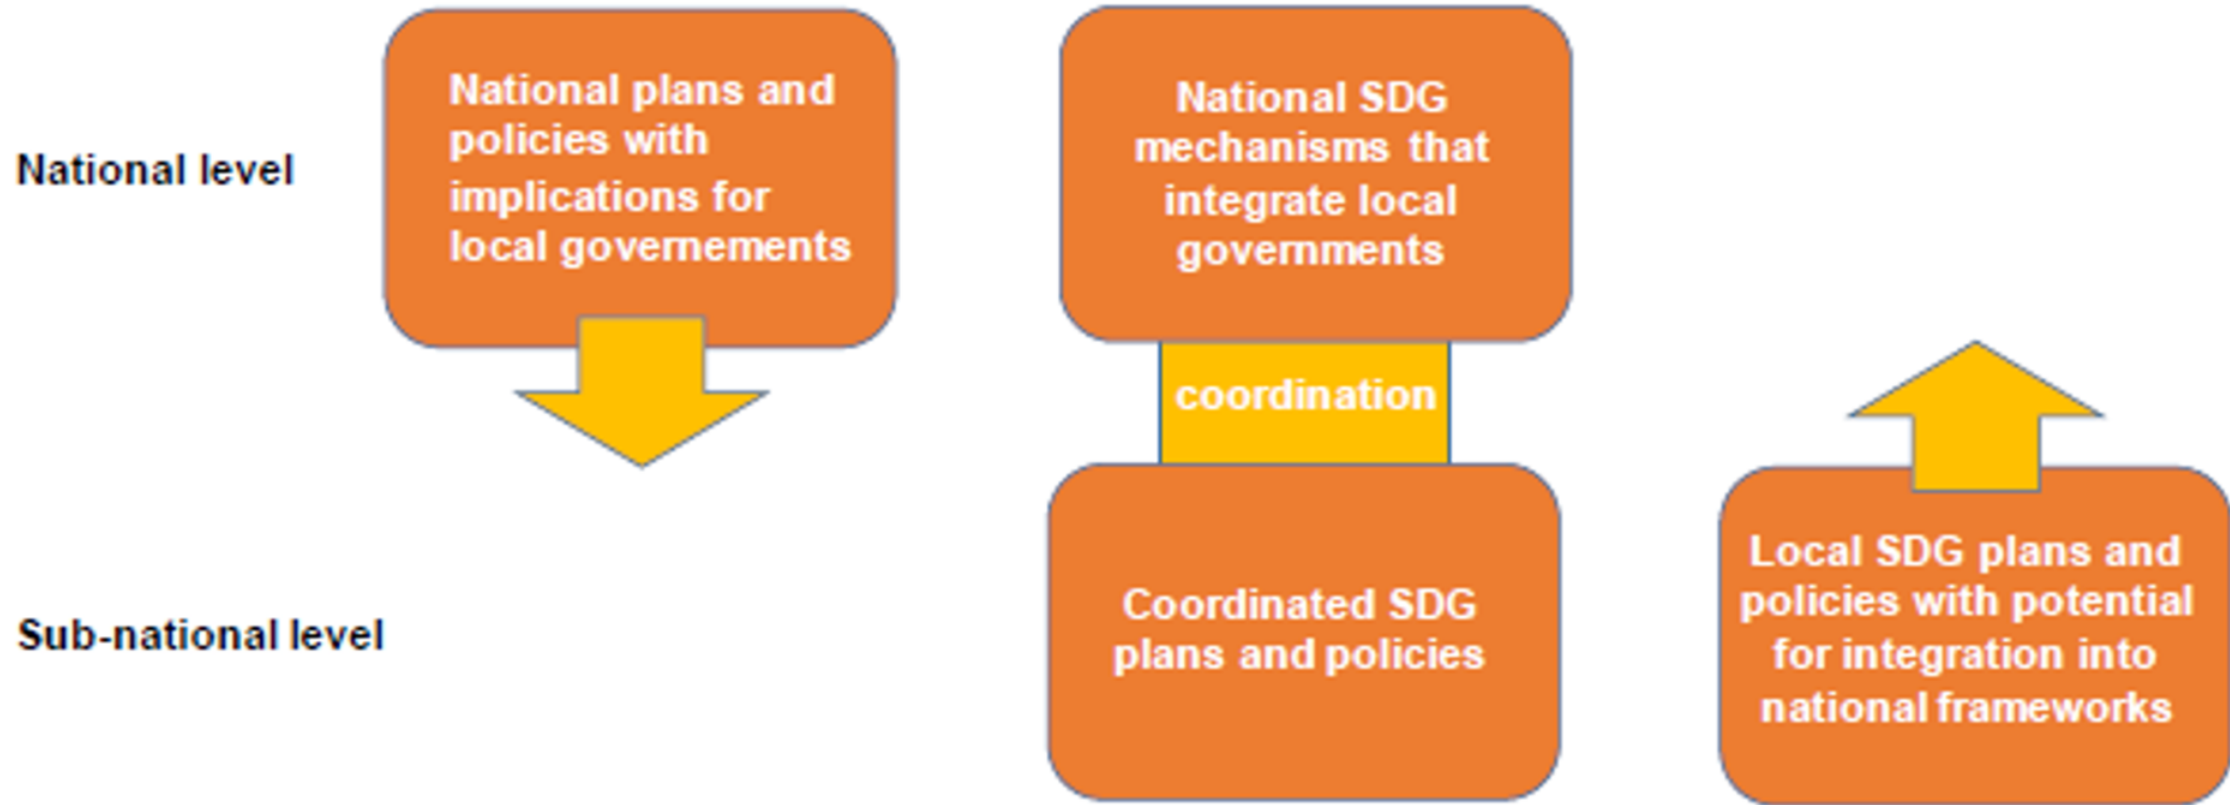 National level
National plans and
policies with
implications for
local governements
National SDG
mechanisms that
integrate local
governments
coordination
Sub-national level
Coordinated SDG
plans and policies
Local SDG plans and
policies with potential
for integration into
national frameworks